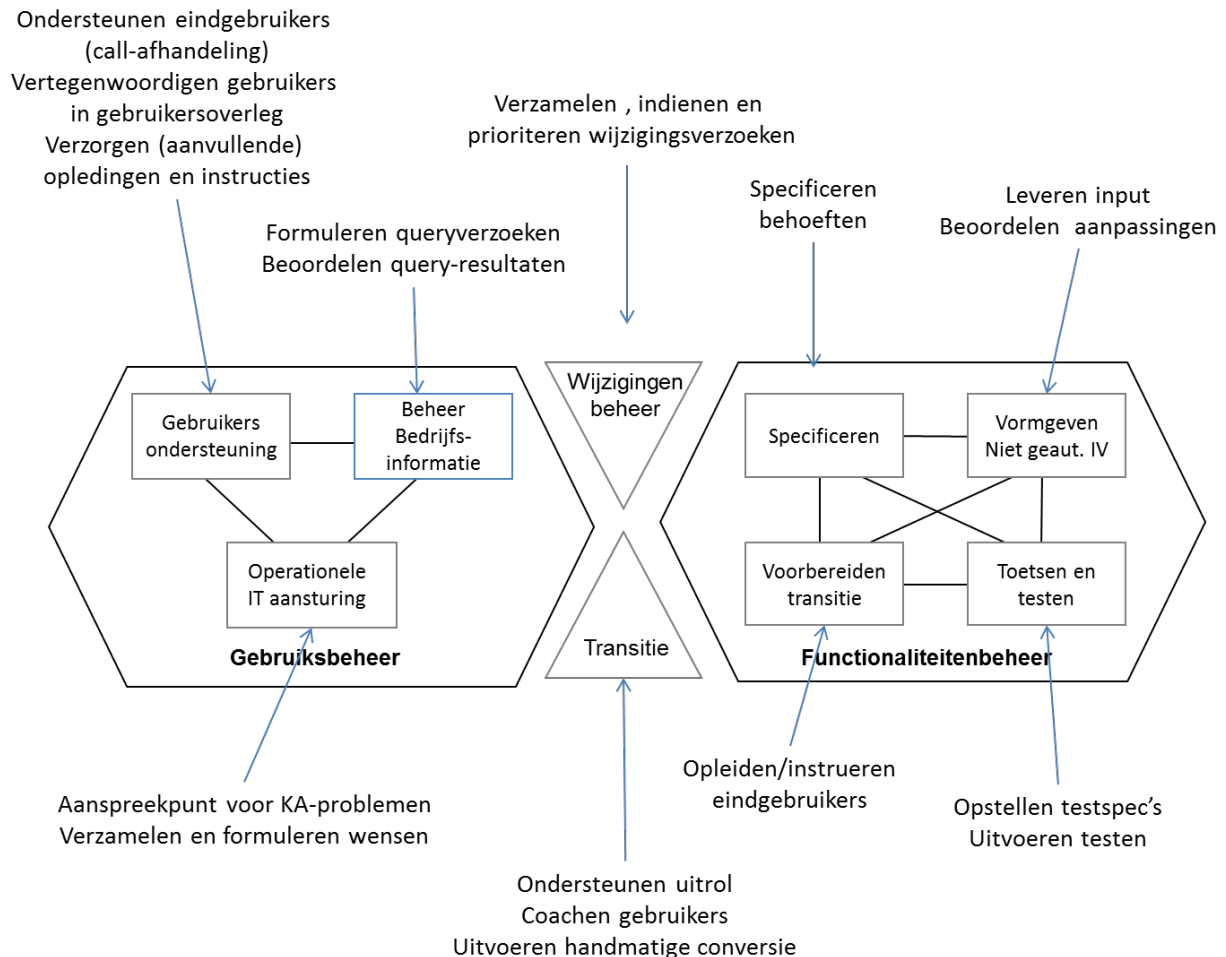 Ondersteunen eindgebruikers
(call-afhandeling)
Vertegenwoordigen gebruikers
in gebruikersoverleg
Verzorgen (aanvullende)
opledingen en instructies
Verzamelen , indienen en
prioriteren wijzigingsverzoeken
Specificeren
behoeften
Leveren input
Beoordelen aanpassingen
Formuleren queryverzoeken
Beoordelen query-resultaten
Gebruikers
ondersteuning
Beheer
Bedrijfs-
informatie
Operationele
IT aansturing
Gebruiksbeheer
Wijzigingen
beheer
Transitie
Specificeren
Vormgeven
Niet geaut. IV
Voorbereiden
transitie
Toetsen en
testen
Functionaliteitenbeheer
Aanspreekpunt voor KA-problemen
Verzamelen en formuleren wensen
Opleiden/instrueren
eindgebruikers
Opstellen testspec’s
Uitvoeren testen
Ondersteunen uitrol
Coachen gebruikers
Uitvoeren handmatige conversie